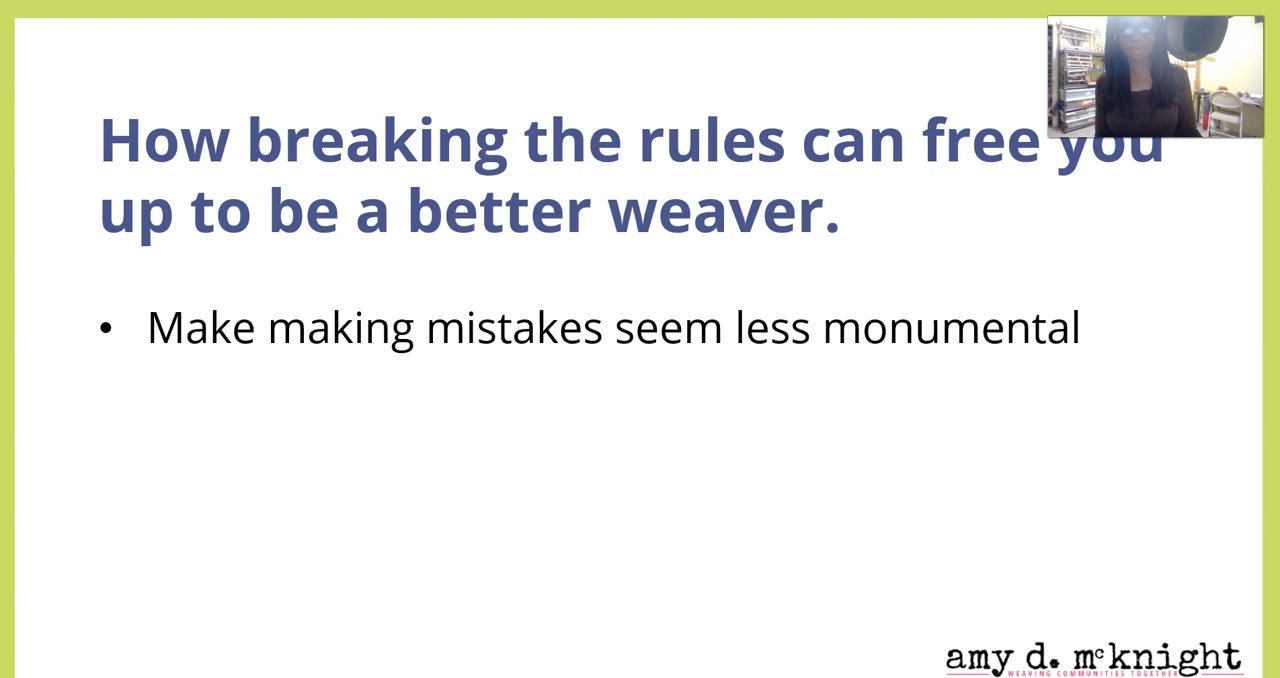 How breaking the rules can free you
up to be a better weaver.
• Make making mistakes seem less monumental
amy d. mcknight
WEAVING COMMUNITIES TOGETHER